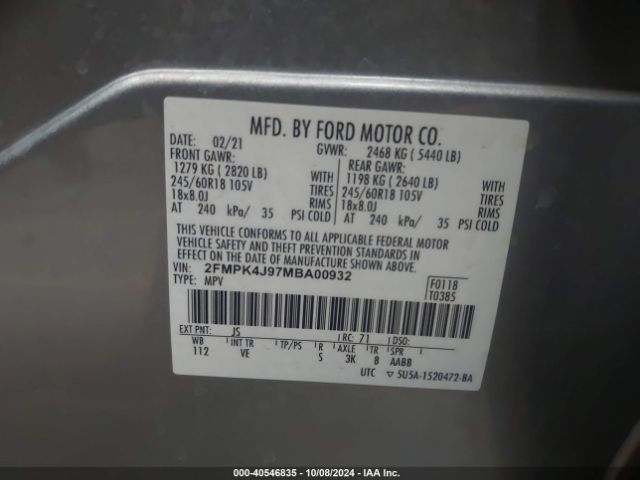 MFD. BY FORD MOTOR CO.
DATE: 02/21 GVWR: 2468 KG ( 5440 LB)
FRONT GAWR: REAR GAWR:
1279 KG ( 2820 LB) WITH 1198 KG ( 2640 LB) WITH
245/60R18 105V TIRES 245/60R18 105V TIRES
18x8.0J RIMS 18x8.0J RIMS
AT 240 kPa/ 35 PSI COLD AT 240 kPa/ 35 PSI COLD
THIS VEHICLE CONFORMS TO ALL APPLICABLE FEDERAL MOTOR
VEHICLE SAFETY AND THEFT PREVENTION STANDARDS IN EFFECT
ON THE DATE OF MANUFACTURE SHOWN ABOVE.
VIN: 2FMPK4J97MBA00932 F0118
TYPE: MPV T0385
EXT PNT: JS RC: 71 DSO:
WB INT TR TP/PS R AXLE TR SPR
112 VE S 3K 8 AABB
UTC ▽ 5U5A-1520472-BA
000-40546835 - 10/08/2024 - IAA Inc.